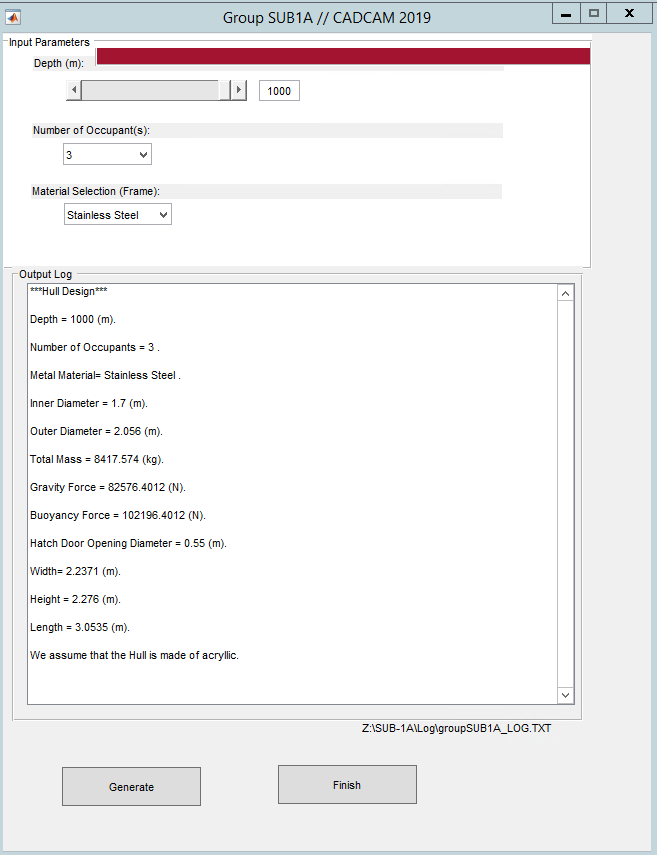 Group SUB1A // CADCAM 2019
Input Parameters
Depth (m):
1000
Number of Occupant(s):
3
Material Selection (Frame):
Stainless Steel
Output Log
***Hull Design***
Depth = 1000 (m).
Number of Occupants = 3 .
Metal Material= Stainless Steel .
Inner Diameter = 1.7 (m).
Outer Diameter = 2.056 (m).
Total Mass = 8417.574 (kg).
Gravity Force = 82576.4012 (N).
Buoyancy Force = 102196.4012 (N).
Hatch Door Opening Diameter = 0.55 (m).
Width= 2.2371 (m).
Height = 2.276 (m).
Length = 3.0535 (m).
We assume that the Hull is made of acryllic.
Z:\SUB-1A\Log\groupSUB1A_LOG.TXT
Generate
Finish